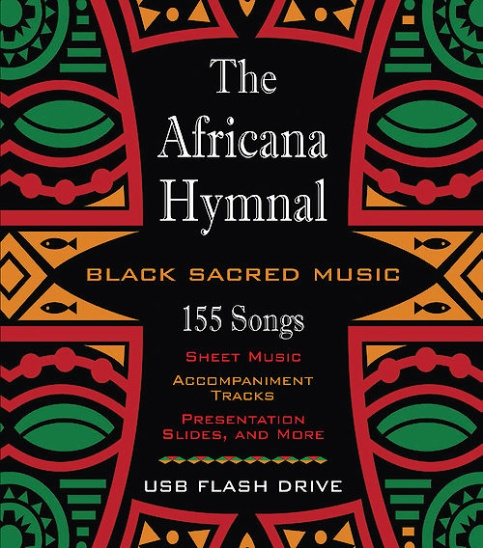 The
Africana
Hymnal
BLACK SACRED MUSIC
155 Songs
SHEET MUSIC
ACCOMPANIMENT
TRACKS
PRESENTATION
SLIDES, AND MORE
USB FLASH DRIVE